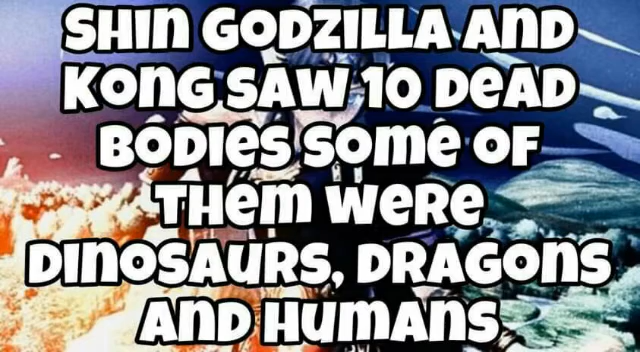 SHIN GODZILLA AND
KONG SAW 10 DEAD
BODIES SOME OF
THEM WERE
DINOSAURS, DRAGONS
AND HUMANS